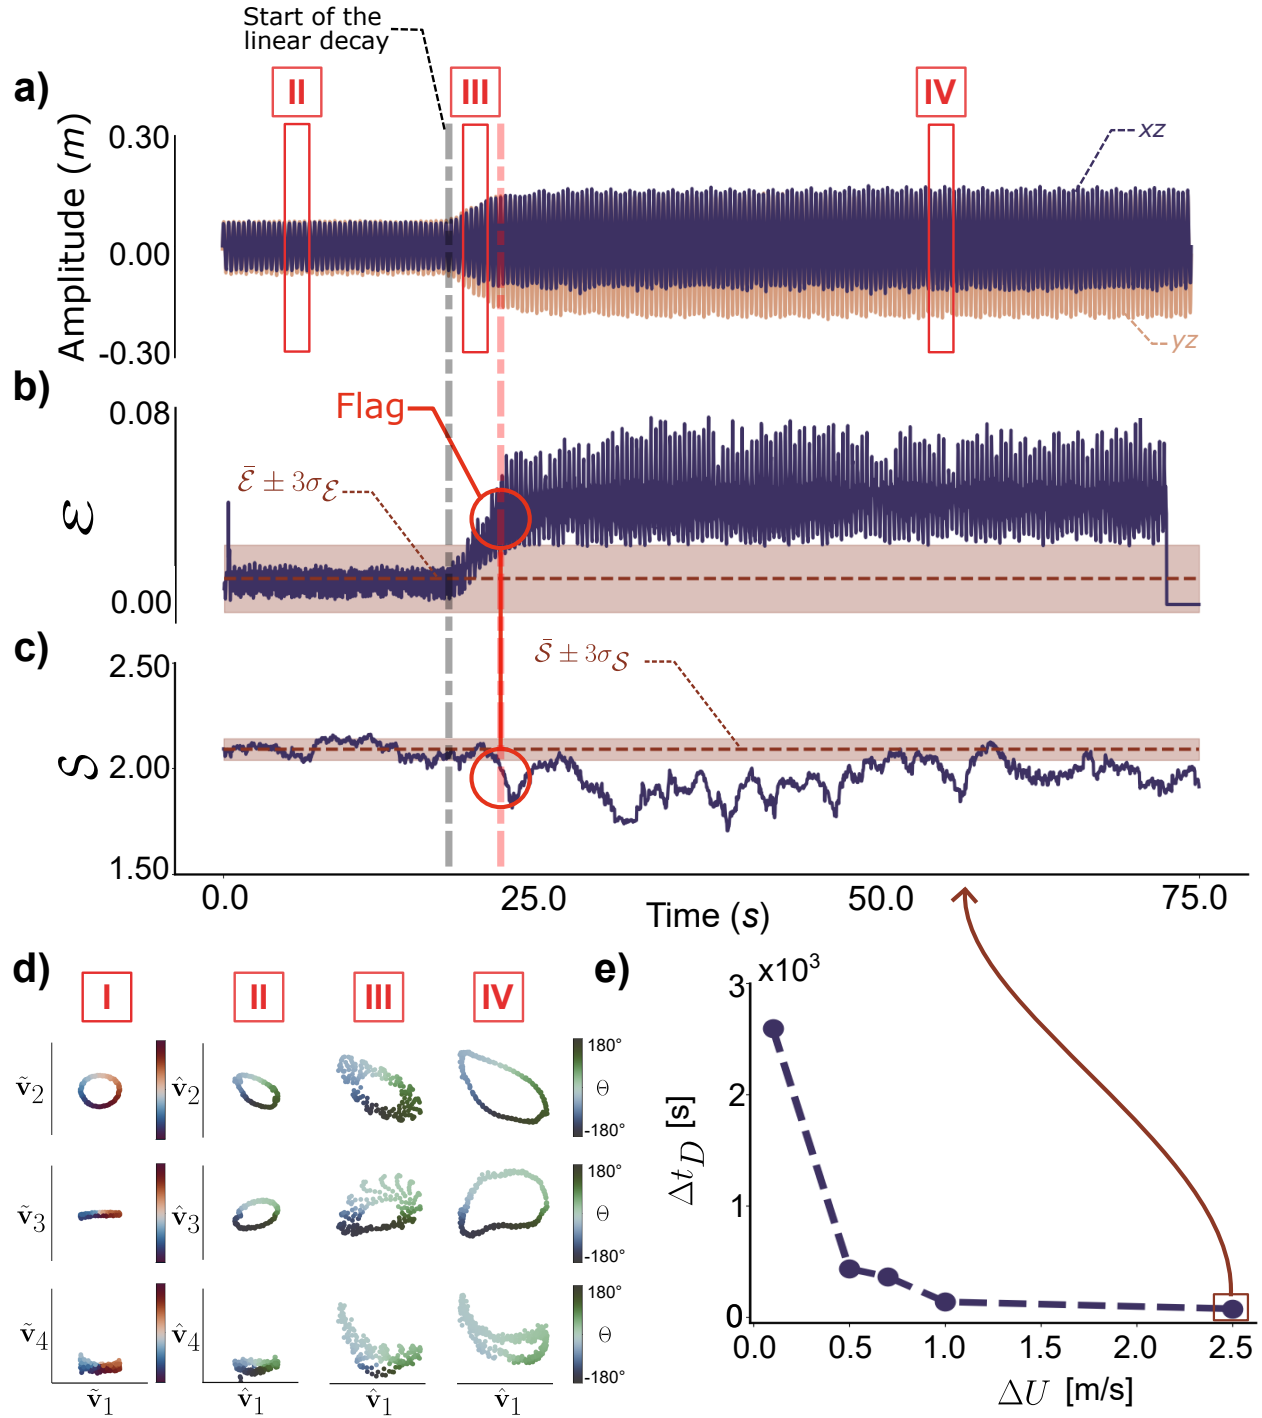 Start of the
linear decay
a)
II
III
IV
Amplitude (m)
0.30
0.00
-0.30
xz
yz
b)
0.08
0.00
ℰ
Flag
ℰ̄ ± 3σ_ℰ
c)
2.50
2.00
1.50
𝒮
𝒮̄ ± 3σ_𝒮
0.0
25.0
50.0
75.0
Time (s)
d)
I
II
III
IV
ṽ₂
v̂₂
180°
Θ
-180°
ṽ₃
v̂₃
180°
Θ
-180°
ṽ₄
v̂₄
180°
Θ
-180°
ṽ₁
v̂₁
v̂₁
v̂₁
e)
x10³
3
2
1
0
Δt_D [s]
0.0
0.5
1.0
1.5
2.0
2.5
ΔU [m/s]